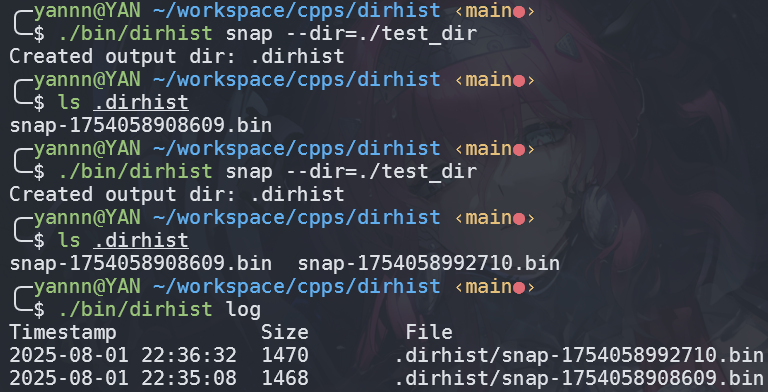 ╭─yannn@YAN ~/workspace/cpps/dirhist ‹main●›
╰─$ ./bin/dirhist snap --dir=./test_dir
Created output dir: .dirhist
╭─yannn@YAN ~/workspace/cpps/dirhist ‹main●›
╰─$ ls .dirhist
snap-1754058908609.bin
╭─yannn@YAN ~/workspace/cpps/dirhist ‹main●›
╰─$ ./bin/dirhist snap --dir=./test_dir
Created output dir: .dirhist
╭─yannn@YAN ~/workspace/cpps/dirhist ‹main●›
╰─$ ls .dirhist
snap-1754058908609.bin  snap-1754058992710.bin
╭─yannn@YAN ~/workspace/cpps/dirhist ‹main●›
╰─$ ./bin/dirhist log
Timestamp            Size        File
2025-08-01 22:36:32  1470       .dirhist/snap-1754058992710.bin
2025-08-01 22:35:08  1468       .dirhist/snap-1754058908609.bin